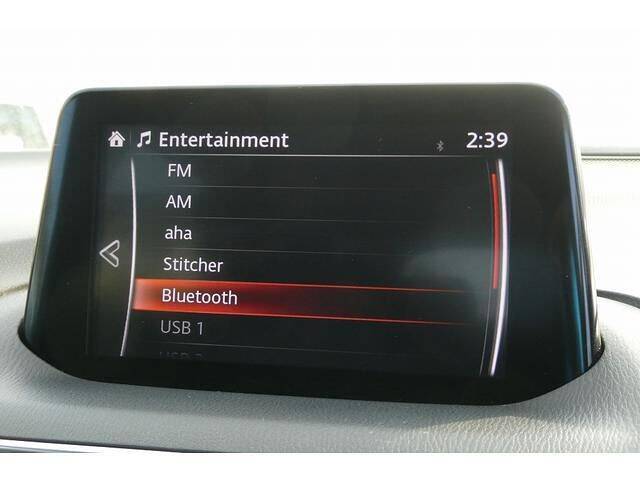 Entertainment 2:39
FM
AM
aha
Stitcher
Bluetooth
USB 1